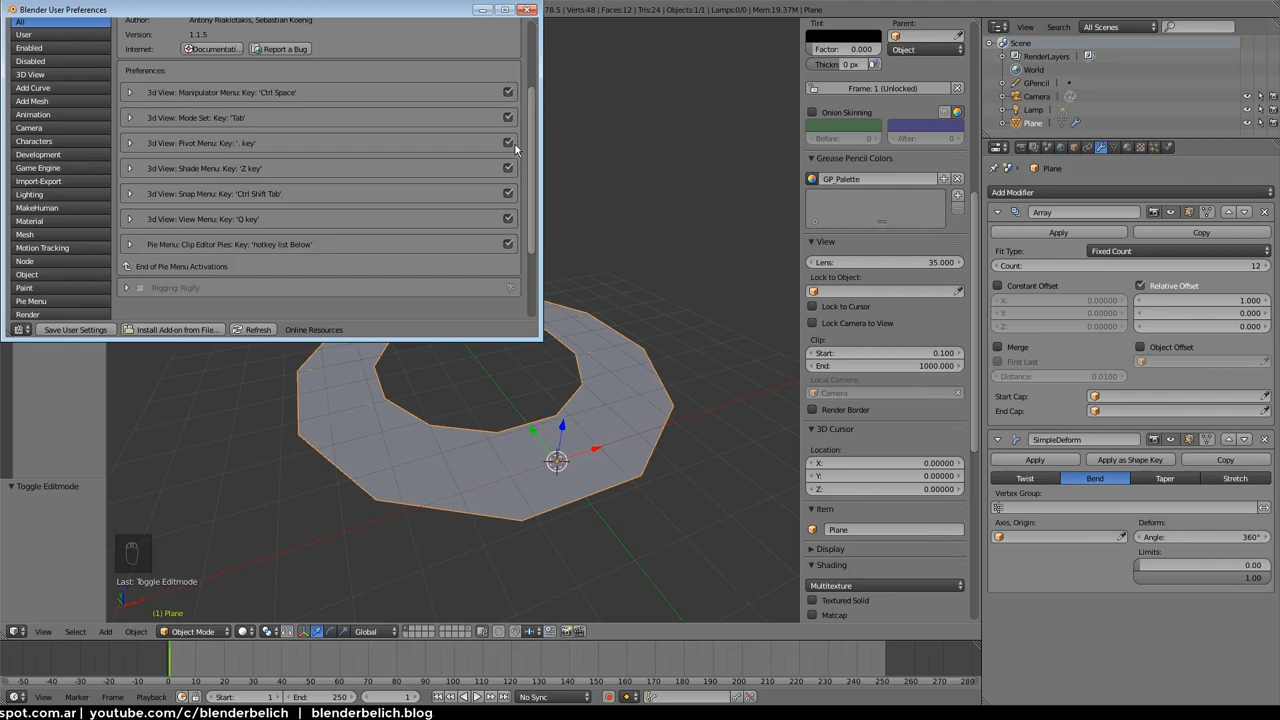 Blender User Preferences
All
User
Enabled
Disabled
3D View
Add Curve
Add Mesh
Animation
Camera
Characters
Development
Game Engine
Import-Export
Lighting
MakeHuman
Material
Mesh
Motion Tracking
Node
Object
Paint
Pie Menu
Render
Author: Antony Riakiotakis, Sebastian Koenig
Version: 1.1.5
Internet: Documentati... Report a Bug
Preferences:
3d View: Manipulator Menu: Key: 'Ctrl Space'
3d View: Mode Set: Key: 'Tab'
3d View: Pivot Menu: Key: '. key'
3d View: Shade Menu: Key: 'Z key'
3d View: Snap Menu: Key: 'Ctrl Shift Tab'
3d View: View Menu: Key: 'Q key'
Pie Menu: Clip Editor Pies: Key: 'hotkey list Below'
End of Pie Menu Activations
Rigging: Rigify
Save User Settings Install Add-on from File... Refresh Online Resources
78.5 | Verts:48 | Faces:12 | Tris:24 | Objects:1/1 | Lamps:0/0 | Mem:19.37M | Plane
Toggle Editmode
Last: Toggle Editmode
(1) Plane
View Select Add Object Object Mode Global
Tint Parent:
Factor: 0.000 Object
Thickn: 0 px
Frame: 1 (Unlocked)
Onion Skinning
Before: 0 After: 0
Grease Pencil Colors
GP_Palette
View
Lens: 35.000
Lock to Object:
Lock to Cursor
Lock Camera to View
Clip:
Start: 0.100
End: 1000.000
Local Camera:
Camera
Render Border
3D Cursor
Location:
X: 0.00000
Y: 0.00000
Z: 0.00000
Item
Plane
Display
Shading
Multitexture
Textured Solid
Matcap
View Search All Scenes
Scene
RenderLayers
World
GPencil
Camera
Lamp
Plane
Plane
Add Modifier
Array
Apply Copy
Fit Type: Fixed Count
Count: 12
Constant Offset Relative Offset
X: 0.00000 1.000
Y: 0.00000 0.000
Z: 0.00000 0.000
Merge Object Offset
First Last
Distance: 0.0100
Start Cap:
End Cap:
SimpleDeform
Apply Apply as Shape Key Copy
Twist Bend Taper Stretch
Vertex Group:
Axis, Origin: Deform:
Angle: 360°
Limits:
0.00
1.00
-50 -40 -30 -20 -10 0 10 20 30 40 50 60 70 80 90 100 110 120 130 140 150 160 170 180 190 200 210 220 230 240 250 260 270 280
View Marker Frame Playback Start: 1 End: 250 1 No Sync
spot.com.ar | youtube.com/c/blenderbelich | blenderbelich.blog